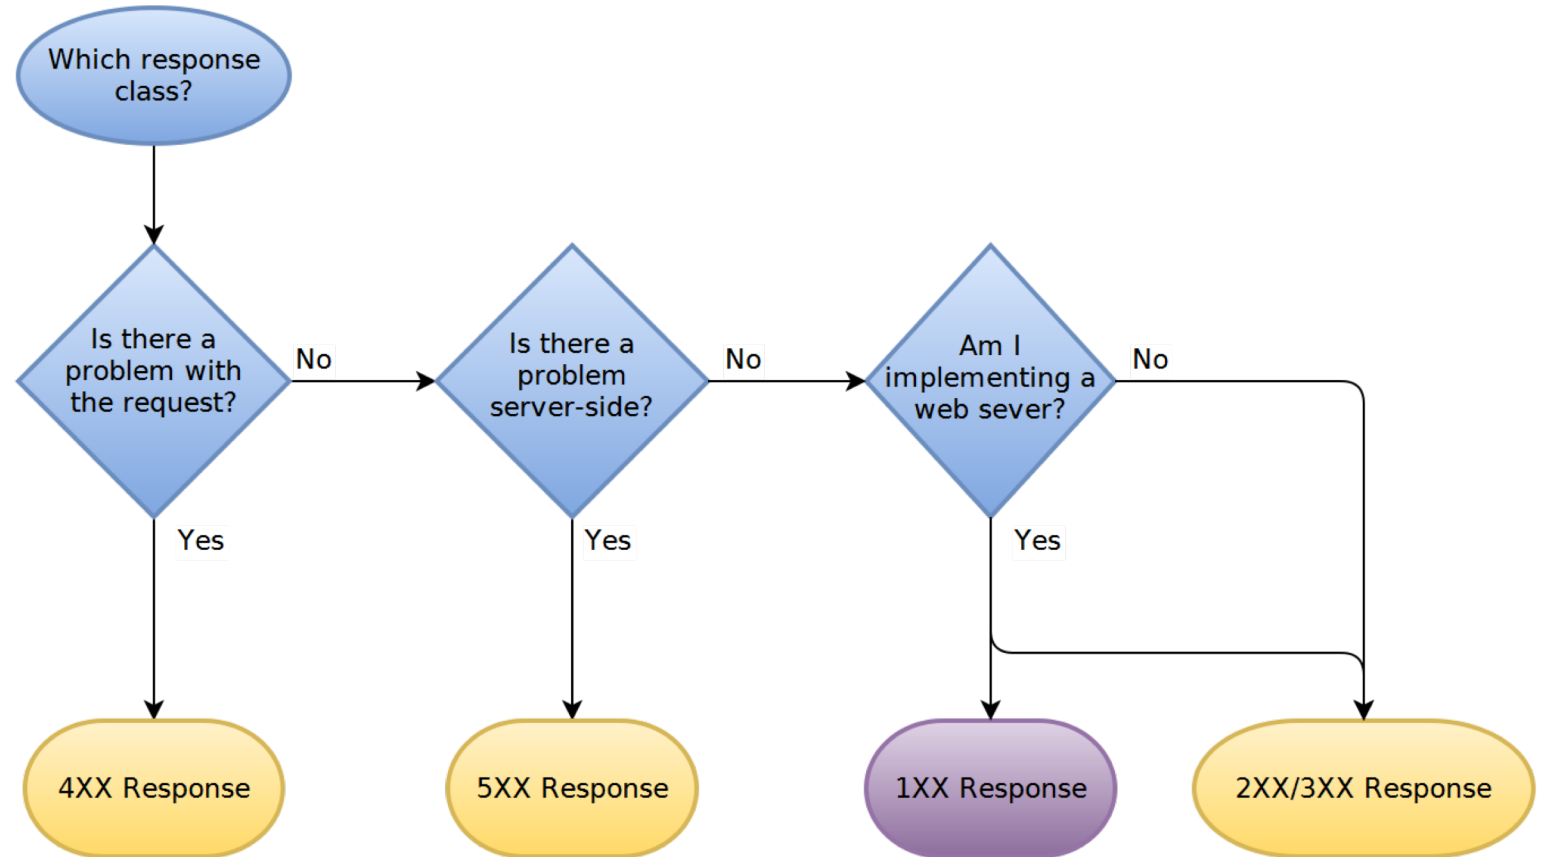 Which response
class?
Is there a
problem with
the request?
No
Is there a
problem
server-side?
No
Am I
implementing a
web sever?
No
Yes
Yes
Yes
4XX Response
5XX Response
1XX Response
2XX/3XX Response